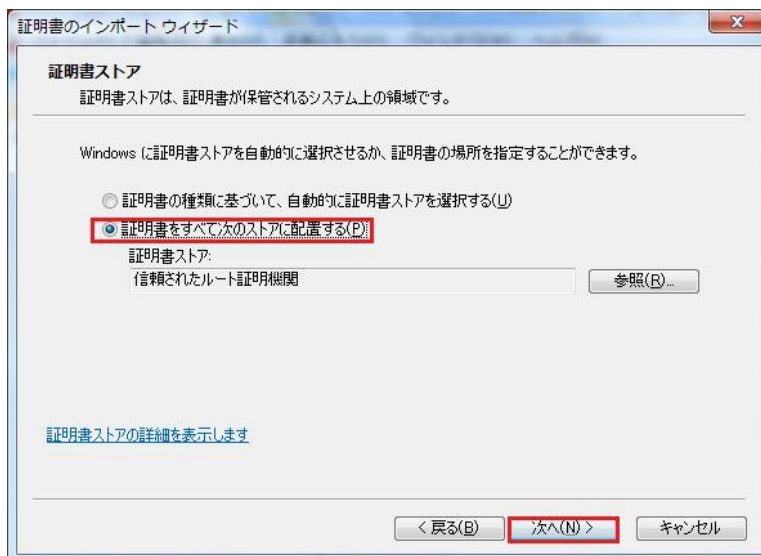 証明書のインポート ウィザード
証明書ストア
証明書ストアは、証明書が保管されるシステム上の領域です。
Windows に証明書ストアを自動的に選択させるか、証明書の場所を指定することができます。
証明書の種類に基づいて、自動的に証明書ストアを選択する(U)
証明書をすべて次のストアに配置する(P)
証明書ストア:
信頼されたルート証明機関
参照(R)...
証明書ストアの詳細を表示します
< 戻る(B)
次へ(N) >
キャンセル